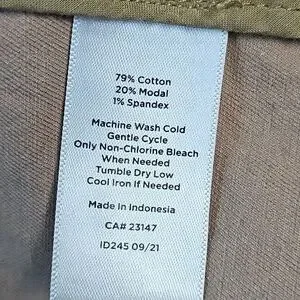 79% Cotton
20% Modal
1% Spandex
Machine Wash Cold
Gentle Cycle
Only Non-Chlorine Bleach
When Needed
Tumble Dry Low
Cool Iron If Needed
Made In Indonesia
CA# 23147
ID245 09/21